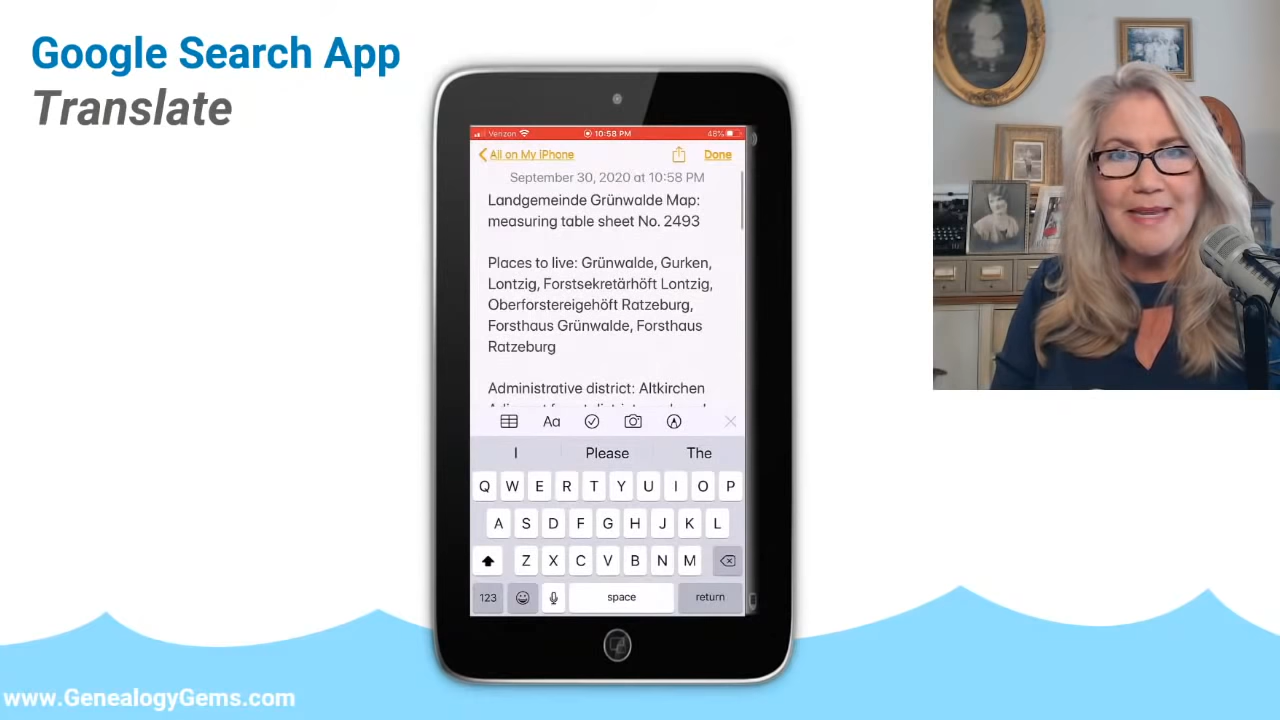 Google Search App
Translate
Verizon 10:58 PM 48%
All on My iPhone Done
September 30, 2020 at 10:58 PM
Landgemeinde Grünwalde Map:
measuring table sheet No. 2493
Places to live: Grünwalde, Gurken,
Lontzig, Forstsekretärhöft Lontzig,
Oberforstereigehöft Ratzeburg,
Forsthaus Grünwalde, Forsthaus
Ratzeburg
Administrative district: Altkirchen
Aa
I Please The
Q W E R T Y U I O P
A S D F G H J K L
Z X C V B N M
123 space return
www.GenealogyGems.com